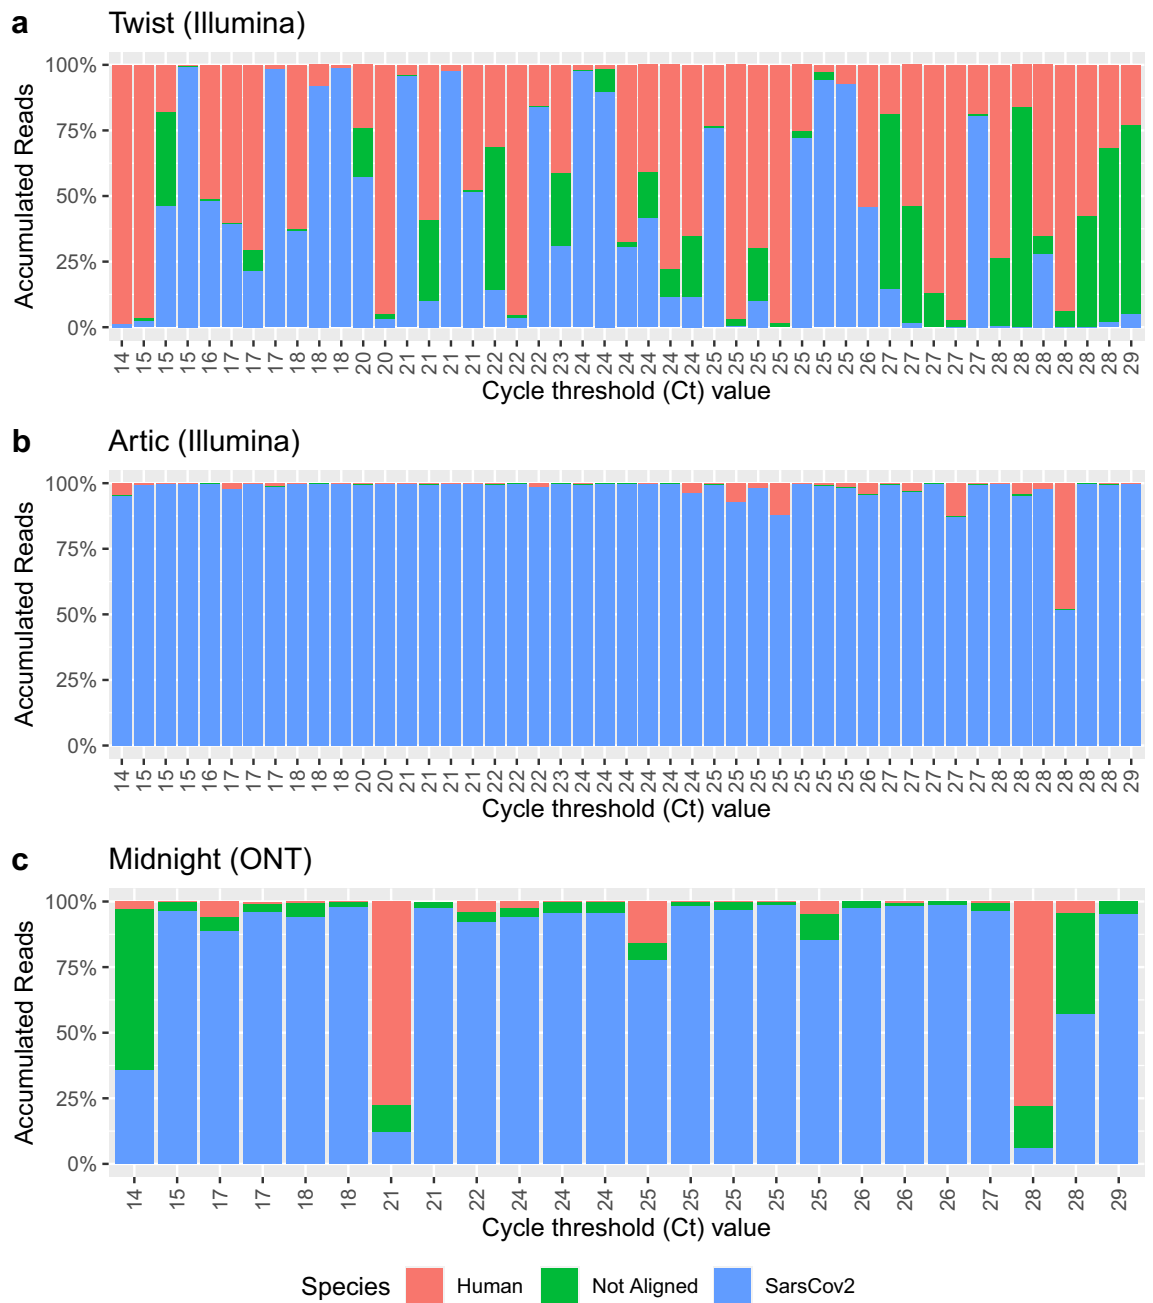 a Twist (Illumina)
Accumulated Reads
100%
75%
50%
25%
0%
14 15 15 15 16 17 17 17 18 18 18 20 20 21 21 21 21 22 22 22 23 24 24 24 24 24 24 25 25 25 25 25 25 25 26 27 27 27 27 27 28 28 28 28 28 28 29
Cycle threshold (Ct) value
b Artic (Illumina)
Accumulated Reads
100%
75%
50%
25%
0%
14 15 15 15 16 17 17 17 18 18 18 20 20 21 21 21 21 22 22 22 23 24 24 24 24 24 24 25 25 25 25 25 25 25 26 27 27 27 27 27 28 28 28 28 28 28 29
Cycle threshold (Ct) value
c Midnight (ONT)
Accumulated Reads
100%
75%
50%
25%
0%
14 15 17 17 18 18 21 21 22 24 24 24 25 25 25 25 25 26 26 26 27 28 28 29
Cycle threshold (Ct) value
Species Human Not Aligned SarsCov2